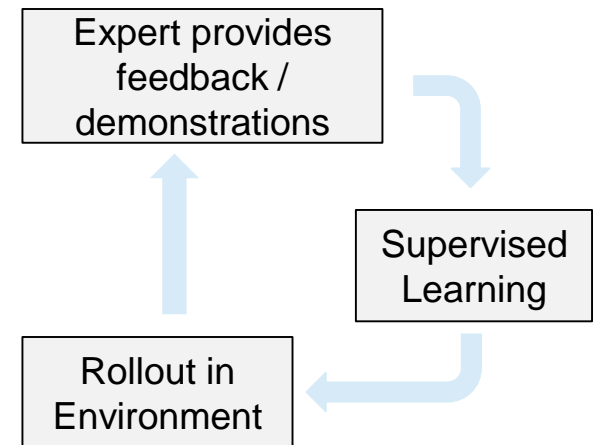 Expert provides
feedback /
demonstrations
Supervised
Learning
Rollout in
Environment